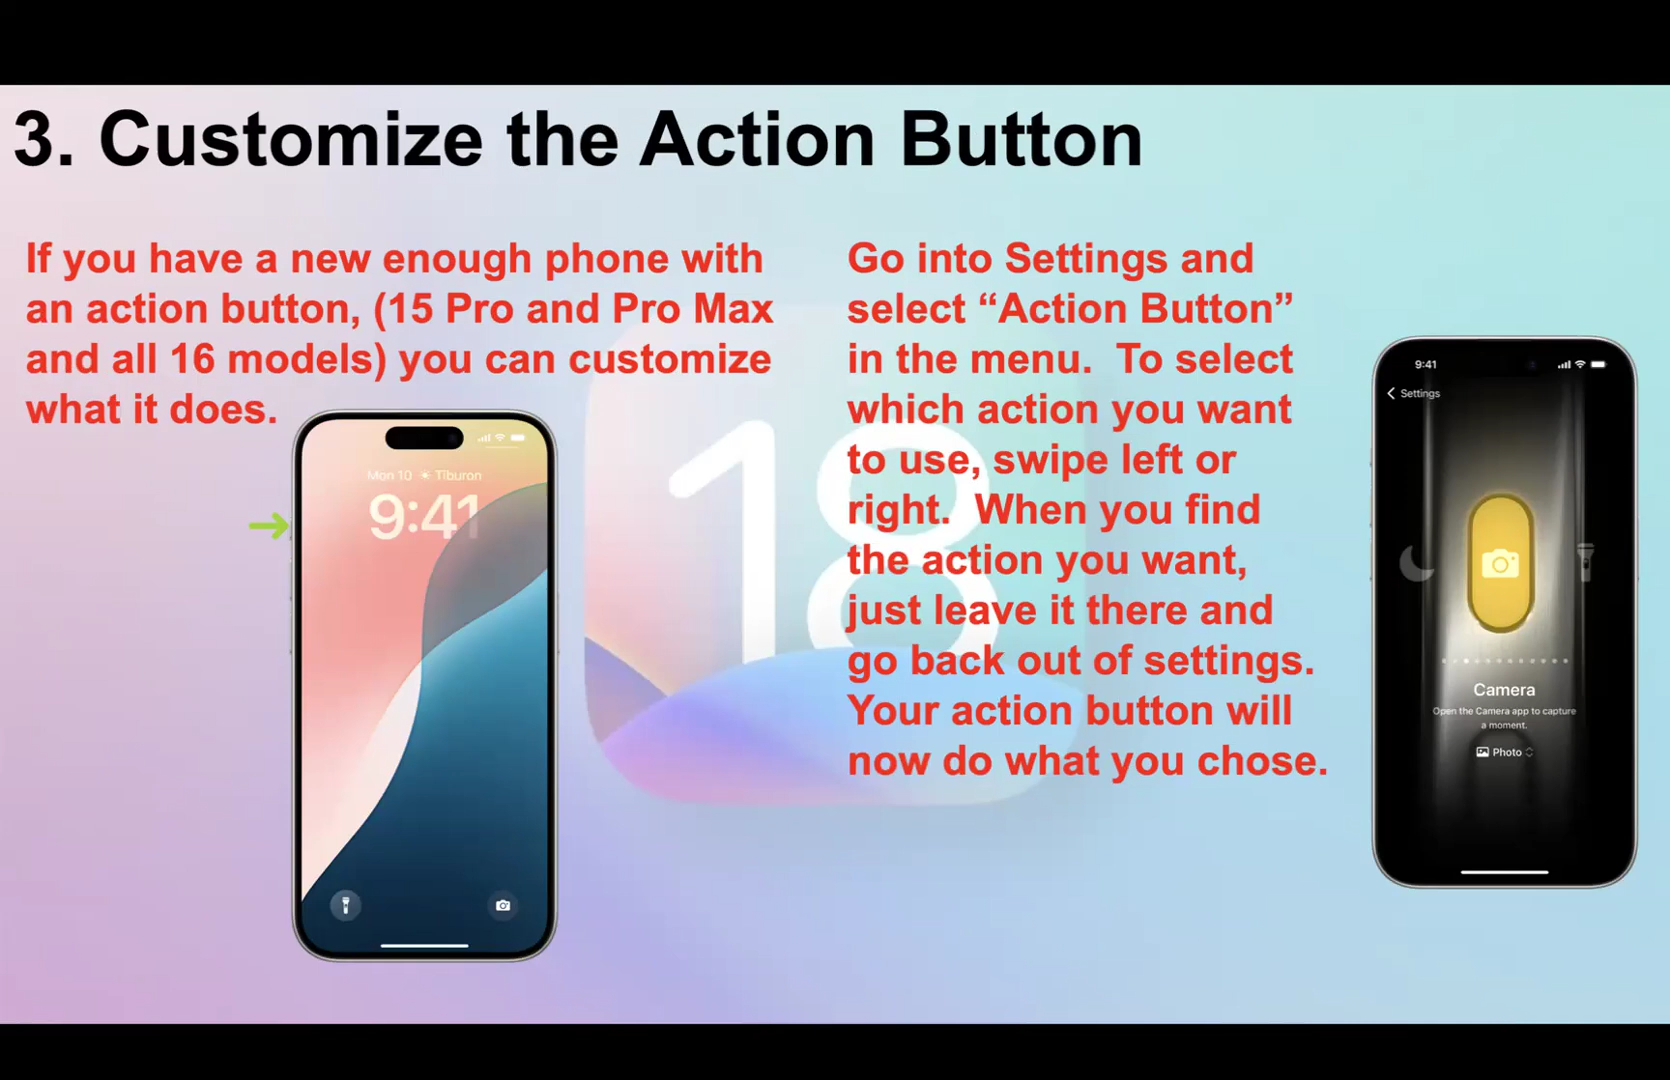 3. Customize the Action Button
If you have a new enough phone with
an action button, (15 Pro and Pro Max
and all 16 models) you can customize
what it does.
Mon 10 Tiburon
9:41
18
Go into Settings and
select “Action Button”
in the menu.  To select
which action you want
to use, swipe left or
right.  When you find
the action you want,
just leave it there and
go back out of settings.
Your action button will
now do what you chose.
9:41
Settings
Camera
Open the Camera app to capture
a moment.
Photo